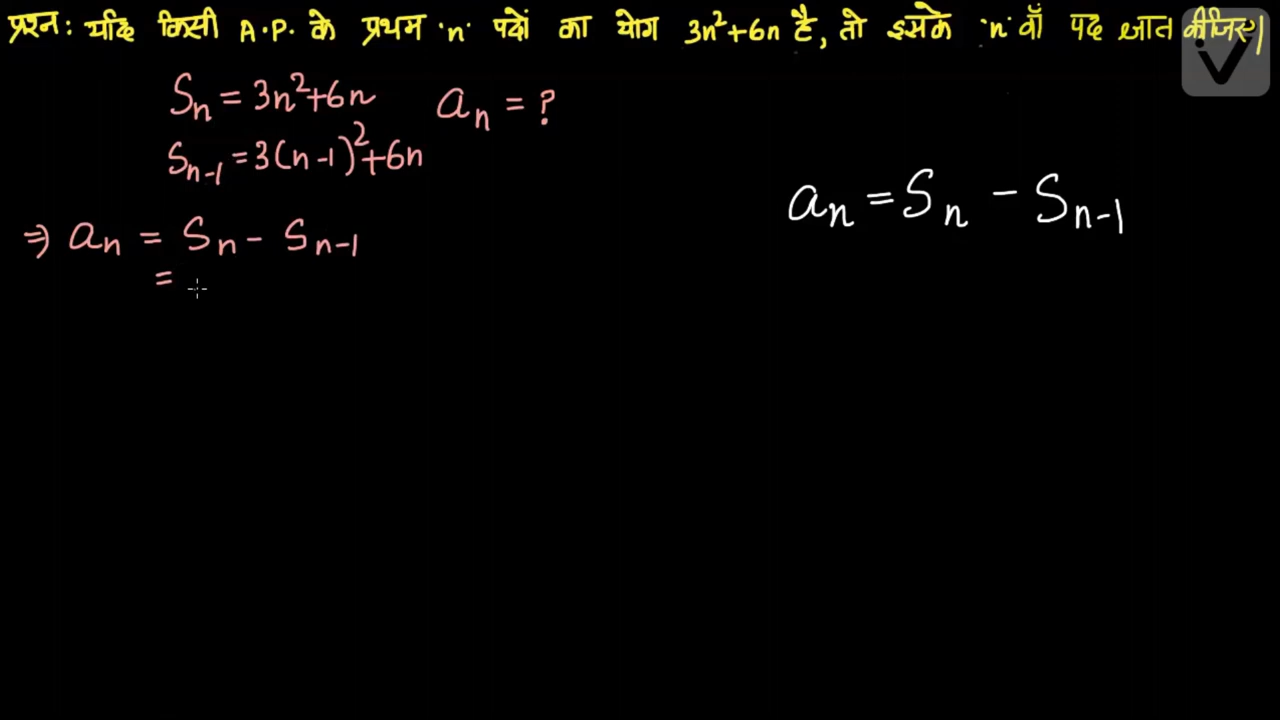 प्रश्न: यदि किसी A.P. के प्रथम 'n' पदों का योग 3n²+6n है, तो इसके 'n' वाँ पद ज्ञात कीजिए।
Sₙ = 3n²+6n aₙ = ?
Sₙ₋₁ = 3(n-1)²+6n
aₙ = Sₙ - Sₙ₋₁
⇒ aₙ = Sₙ - Sₙ₋₁
=